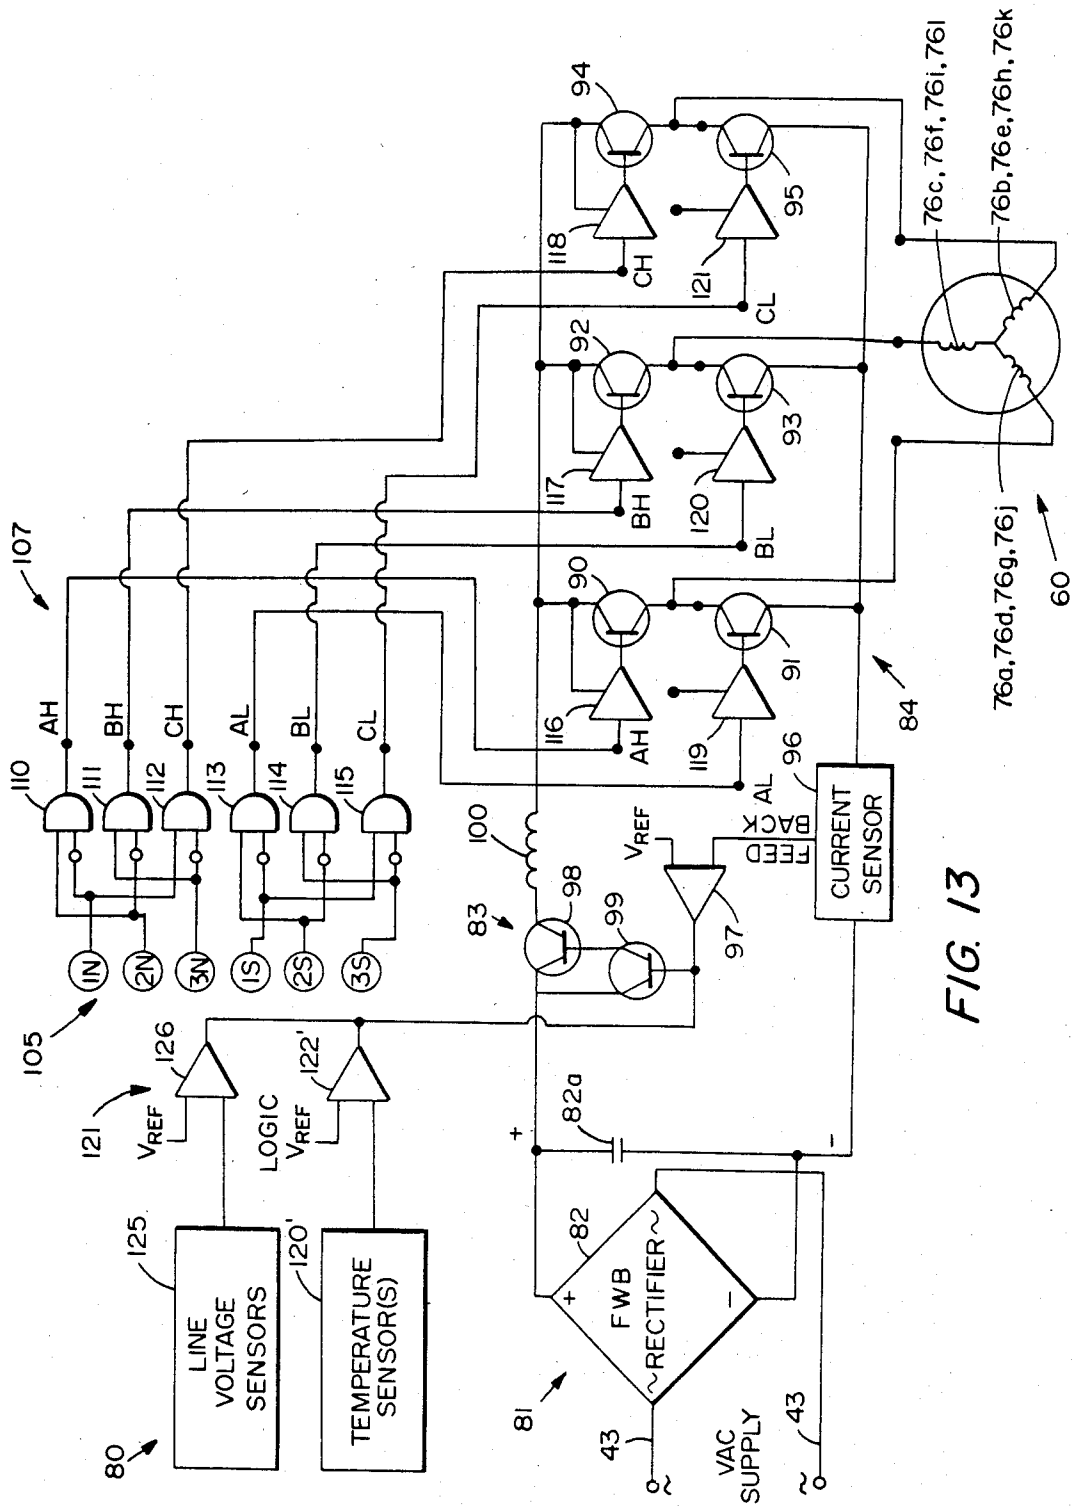 80
LINE
VOLTAGE
SENSORS
125
TEMPERATURE
SENSOR(S)
120'
121
VREF
126
LOGIC
VREF
122'
105
1N
2N
3N
1S
2S
3S
107
110
111
112
113
114
115
AH
BH
CH
AL
BL
CL
81
43
VAC
SUPPLY
43
~
~
FWB
~RECTIFIER~
+
-
82
82a
+
-
83
98
99
100
97
VREF
FEED
BACK
CURRENT
SENSOR
96
84
116
AH
90
119
AL
91
117
BH
92
120
BL
93
118
CH
94
121
CL
95
76c, 76f, 76i, 76l
76b, 76e, 76h, 76k
76a, 76d, 76g, 76j
60
FIG. 13